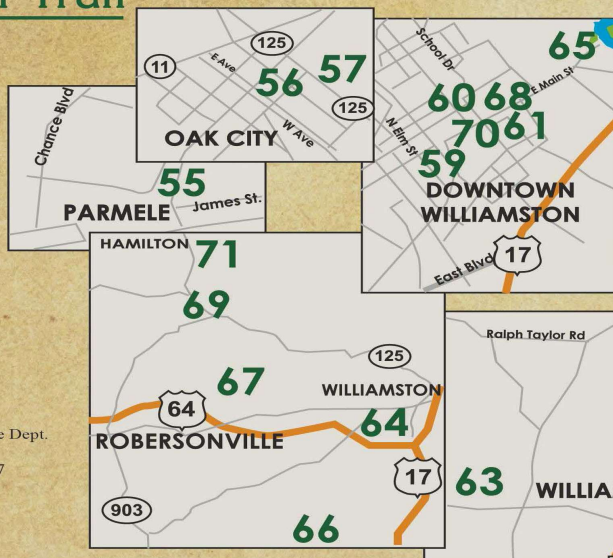 Trail
125
11
E Ave
56
57
125
W Ave
OAK CITY
School Dr
65
E Main St
60 68
70 61
N Elm St
59
DOWNTOWN
WILLIAMSTON
17
East Blvd
Chance Blvd
55
James St.
PARMELE
HAMILTON 71
69
125
67
WILLIAMSTON
64
64
ROBERSONVILLE
17
903
66
Ralph Taylor Rd
63
WILLIA
e Dept.
7